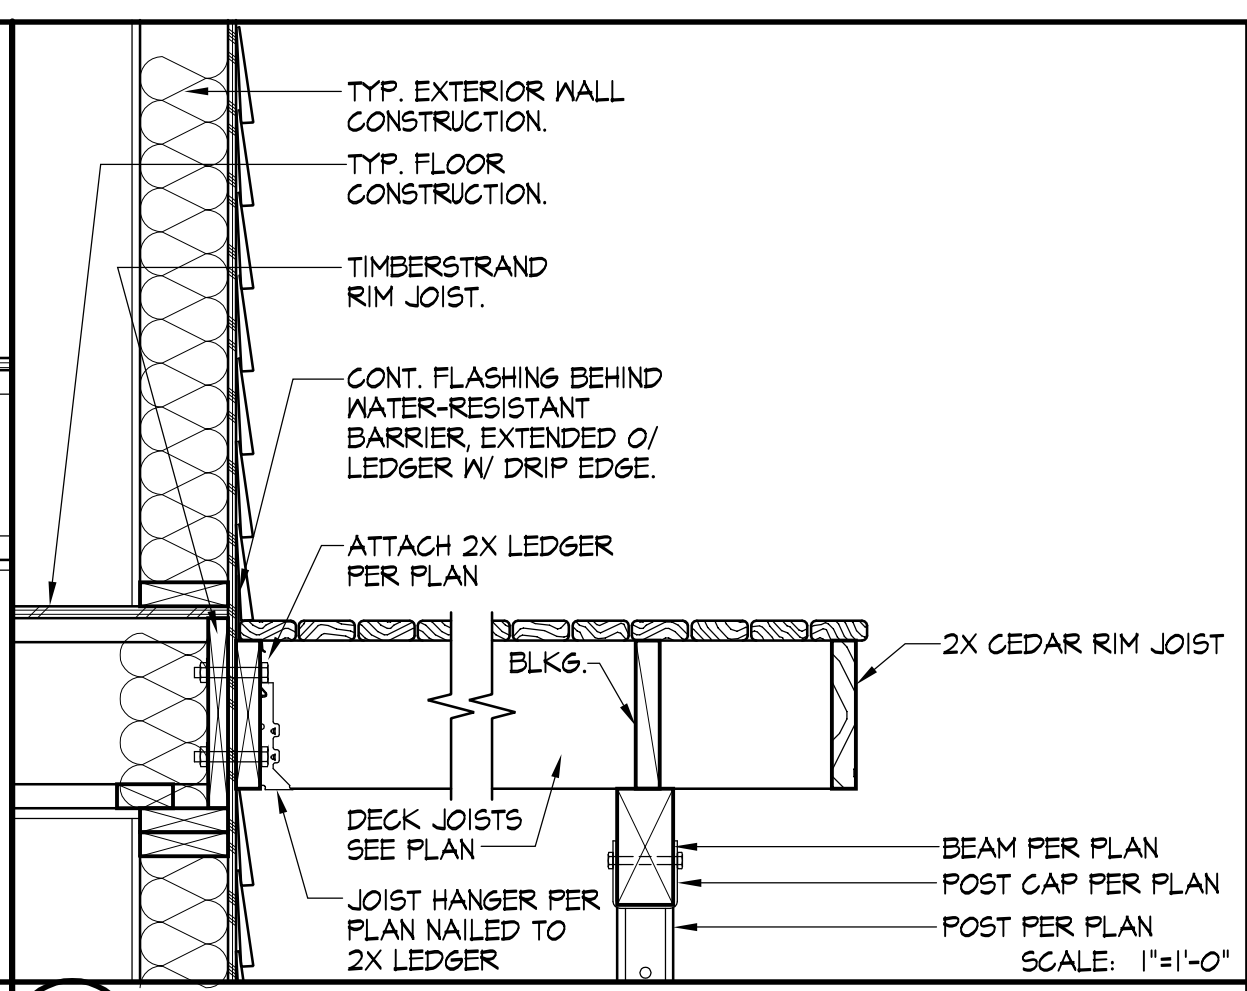 TYP. EXTERIOR WALL
CONSTRUCTION.
TYP. FLOOR
CONSTRUCTION.
TIMBERSTRAND
RIM JOIST.
CONT. FLASHING BEHIND
WATER-RESISTANT
BARRIER, EXTENDED O/
LEDGER W/ DRIP EDGE.
ATTACH 2X LEDGER
PER PLAN
BLKG.
2X CEDAR RIM JOIST
DECK JOISTS
SEE PLAN
JOIST HANGER PER
PLAN NAILED TO
2X LEDGER
BEAM PER PLAN
POST CAP PER PLAN
POST PER PLAN
SCALE: 1"=1'-0"